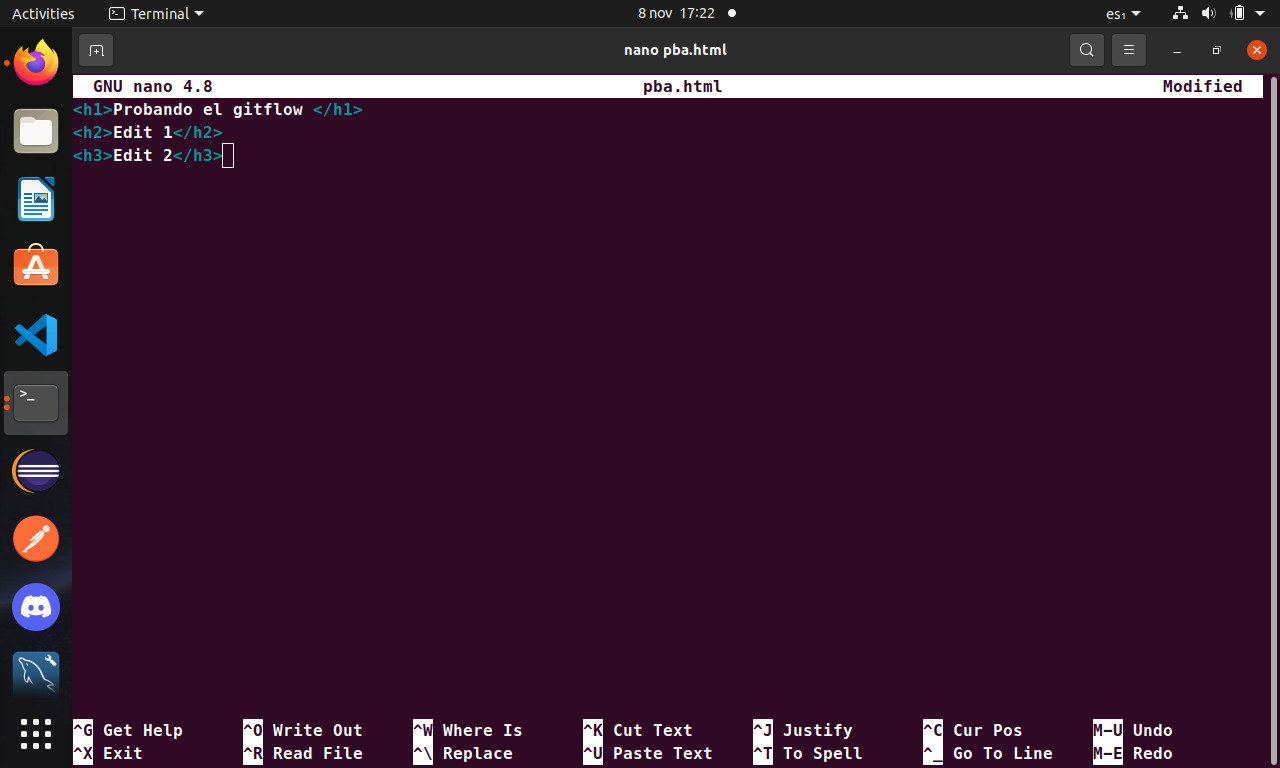 Activities Terminal 8 nov 17:22 es₁
nano pba.html
GNU nano 4.8 pba.html Modified
<h1>Probando el gitflow </h1>
<h2>Edit 1</h2>
<h3>Edit 2</h3>
>_
^G Get Help ^O Write Out ^W Where Is ^K Cut Text ^J Justify ^C Cur Pos M-U Undo
^X Exit ^R Read File ^\ Replace ^U Paste Text ^T To Spell ^_ Go To Line M-E Redo